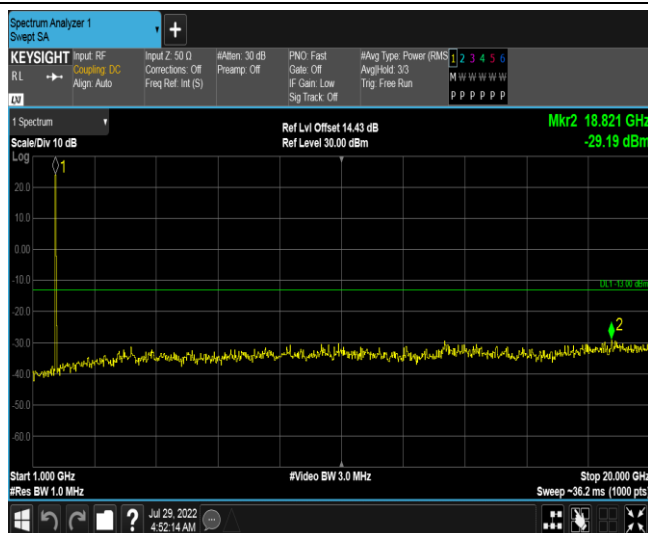 Spectrum Analyzer 1
Swept SA
+
KEYSIGHT
RL
LXI
Input: RF
Coupling: DC
Align: Auto
Input Z: 50 Ω
Corrections: Off
Freq Ref: Int (S)
#Atten: 30 dB
Preamp: Off
PNO: Fast
Gate: Off
IF Gain: Low
Sig Track: Off
#Avg Type: Power (RMS
Avg|Hold: 3/3
Trig: Free Run
1 2 3 4 5 6
M W W W W W
P P P P P P
1 Spectrum
Scale/Div 10 dB
Ref Lvl Offset 14.43 dB
Ref Level 30.00 dBm
Mkr2 18.821 GHz
-29.19 dBm
Log
1
20.0
10.0
0.00
-10.0
DL1 -13.00 dBm
2
-30.0
-40.0
-50.0
-60.0
Start 1.000 GHz
#Video BW 3.0 MHz
Stop 20.000 GHz
#Res BW 1.0 MHz
Sweep ~36.2 ms (1000 pts)
?
Jul 29, 2022
4:52:14 AM